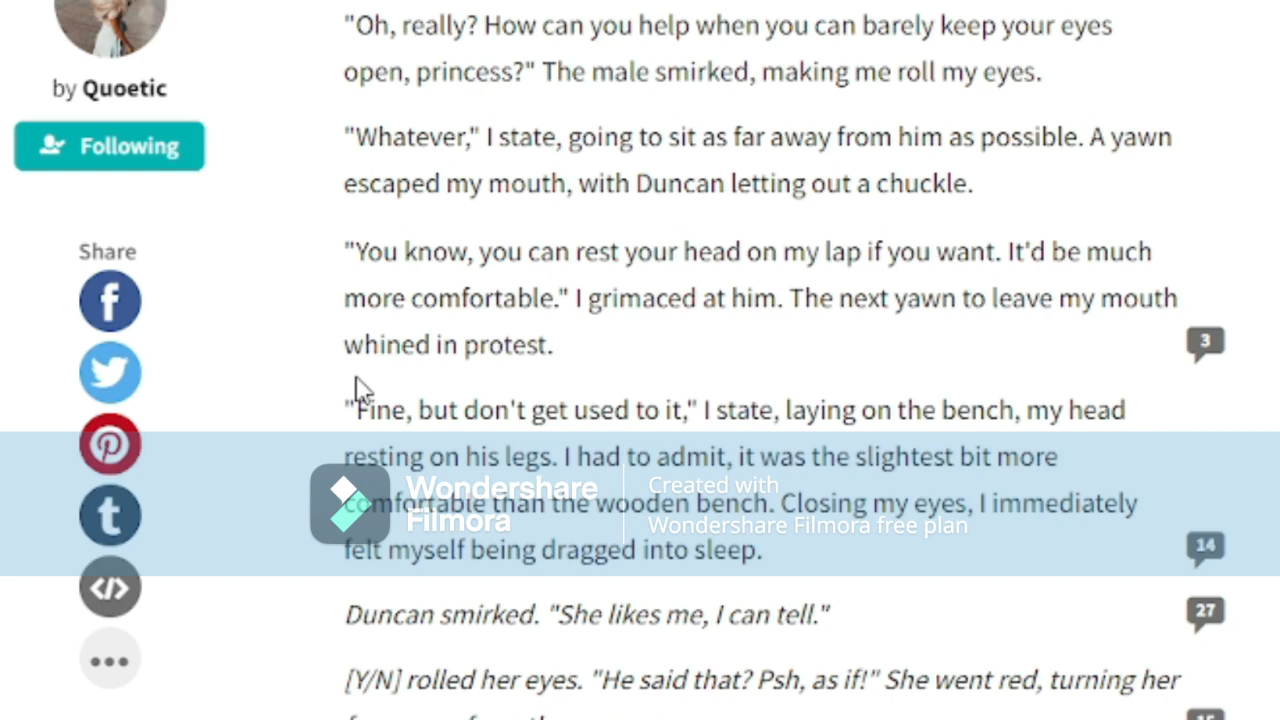 "Oh, really? How can you help when you can barely keep your eyes
open, princess?" The male smirked, making me roll my eyes.
by Quoetic
Following
"Whatever," I state, going to sit as far away from him as possible. A yawn
escaped my mouth, with Duncan letting out a chuckle.
Share
"You know, you can rest your head on my lap if you want. It'd be much
more comfortable." I grimaced at him. The next yawn to leave my mouth
whined in protest.
3
"Fine, but don't get used to it," I state, laying on the bench, my head
resting on his legs. I had to admit, it was the slightest bit more
comfortable than the wooden bench. Closing my eyes, I immediately
felt myself being dragged into sleep.
14
Wondershare
Filmora
Created with
Wondershare Filmora free plan
Duncan smirked. "She likes me, I can tell."
27
[Y/N] rolled her eyes. "He said that? Psh, as if!" She went red, turning her